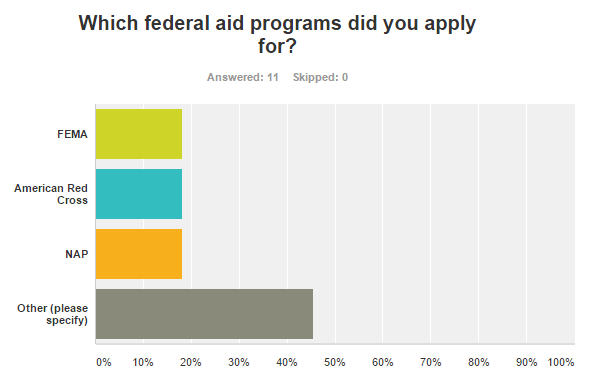 Which federal aid programs did you apply
for?
Answered: 11 Skipped: 0
FEMA
American Red
Cross
NAP
Other (please
specify)
0% 10% 20% 30% 40% 50% 60% 70% 80% 90% 100%